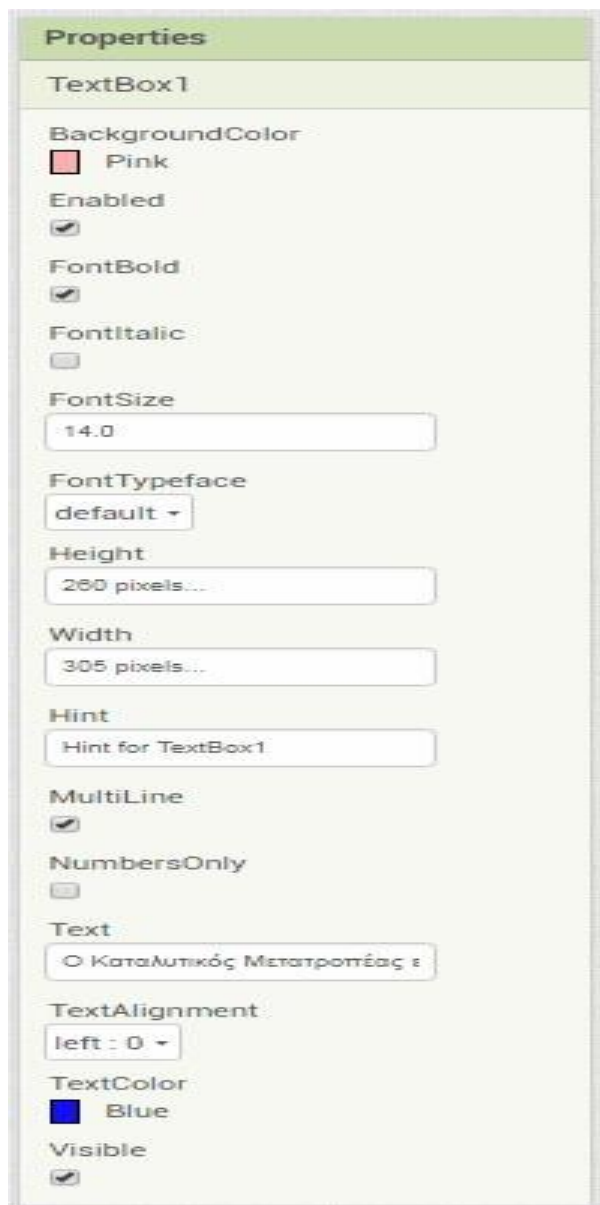 Properties
TextBox1
BackgroundColor
Pink
Enabled
FontBold
FontItalic
FontSize
14.0
FontTypeface
default
Height
260 pixels...
Width
305 pixels...
Hint
Hint for TextBox1
MultiLine
NumbersOnly
Text
Ο Καταλυτικός Μετατροπέας ε
TextAlignment
left : 0
TextColor
Blue
Visible